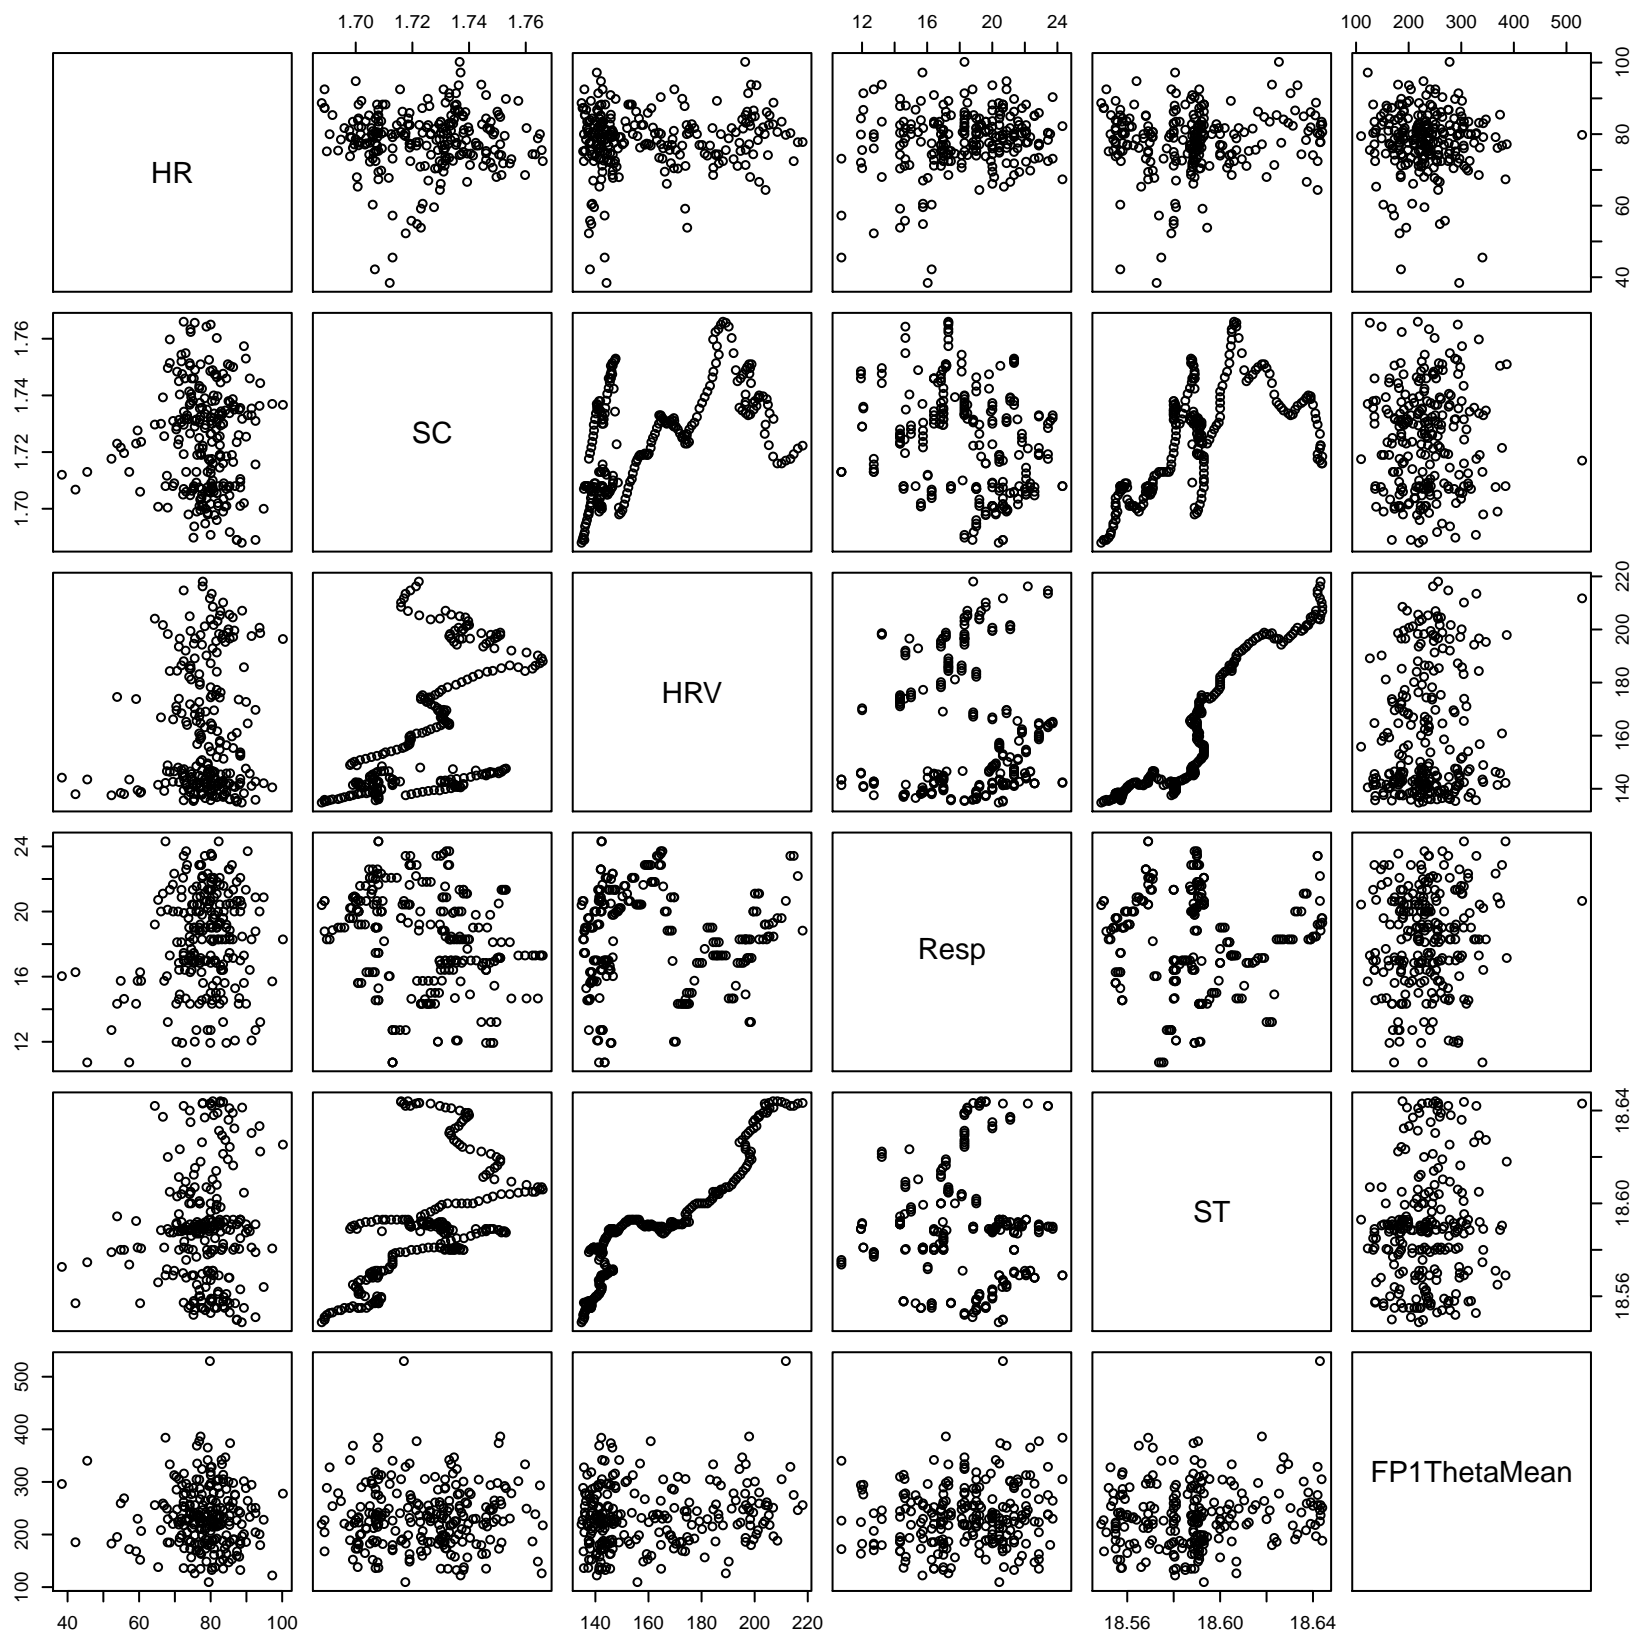 1.70 1.72 1.74 1.76 12 16 20 24 100 200 300 400 500
HR
40 60 80 100
1.70 1.72 1.74 1.76
SC
HRV
140 160 180 200 220
12 16 20 24
Resp
ST
18.56 18.60 18.64
100 200 300 400 500
FP1ThetaMean
40 60 80 100 140 160 180 200 220 18.56 18.60 18.64